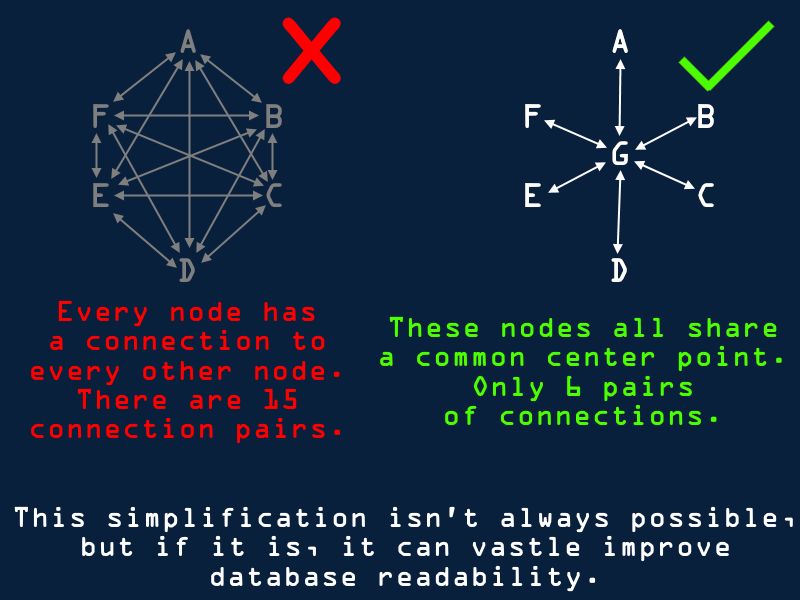 A
F
B
E
C
D
A
F
B
G
E
C
D
Every node has
a connection to
every other node.
There are 15
connection pairs.
These nodes all share
a common center point.
Only 6 pairs
of connections.
This simplification isn't always possible,
but if it is, it can vastle improve
database readability.